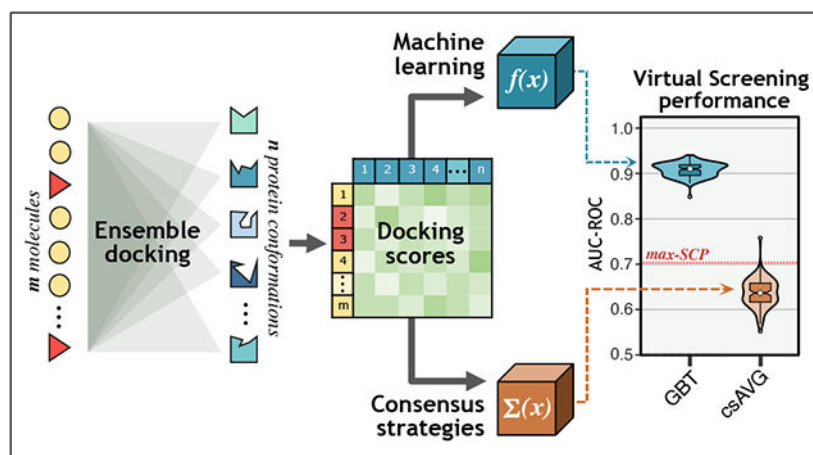 Machine
learning
f(x)
Virtual Screening
performance
m molecules
...
Ensemble
docking
n protein conformations
...
1 2 3 4 ... n
1
2
3
4
...
m
Docking
scores
AUC-ROC
1.0
0.9
0.8
max-SCP
0.7
0.6
0.5
GBT
csAVG
Consensus
strategies
Σ(x)